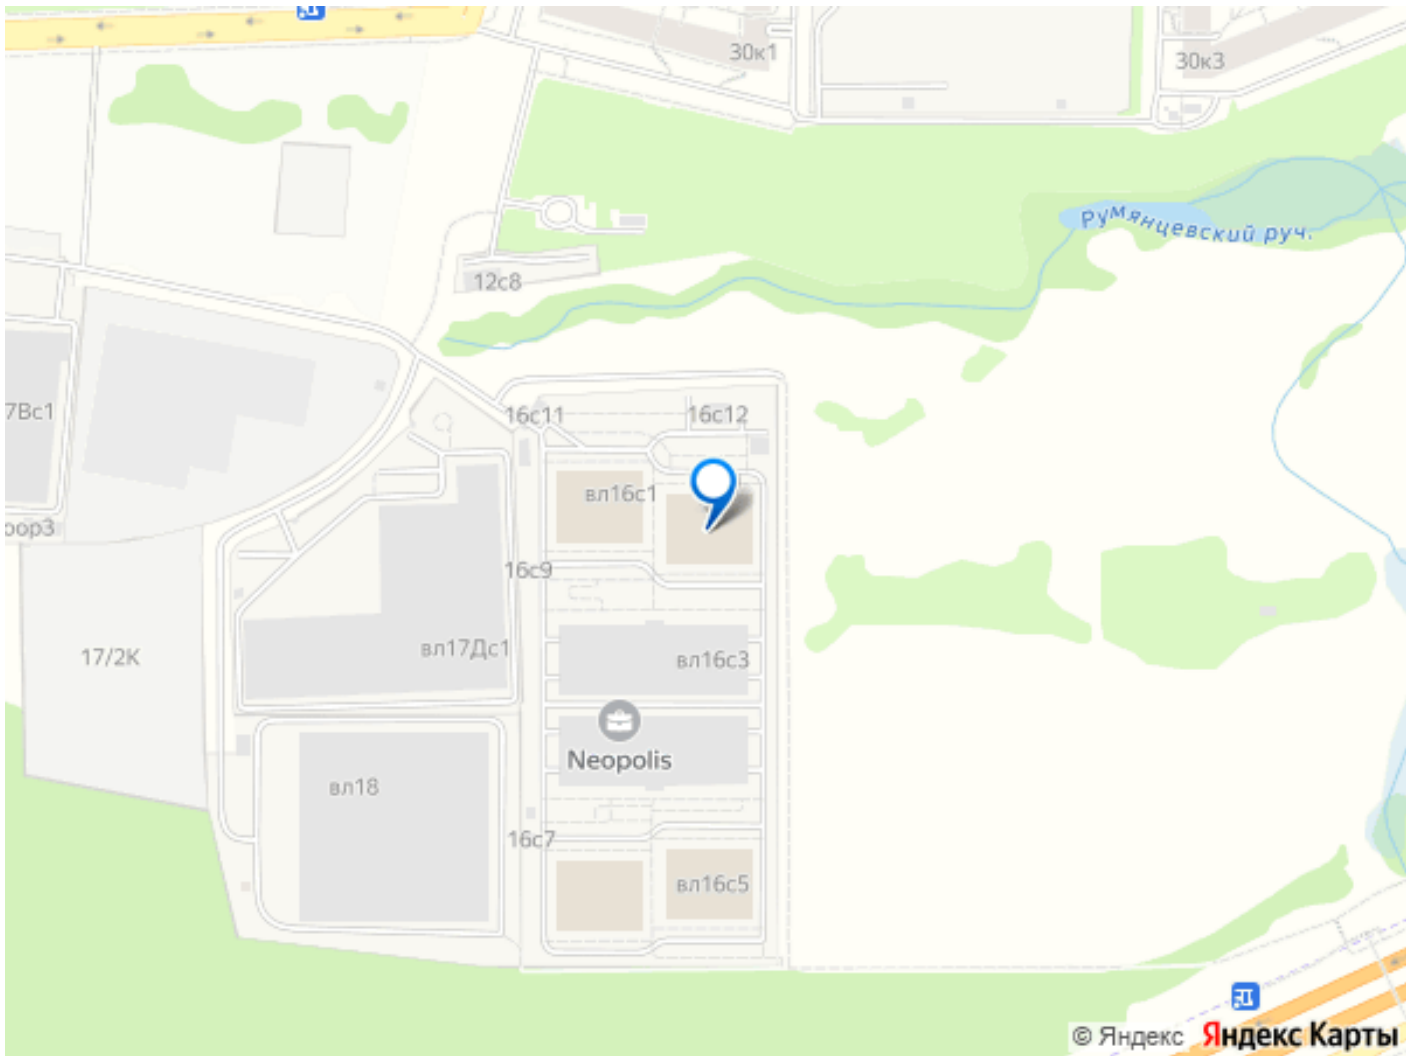 30к1
30к3
Румянцевский руч.
12с8
7Вс1
16с11
16с12
вл16с1
оор3
16с9
17/2К
вл17Дс1
вл16с3
Neopolis
вл18
16с7
вл16с5
© Яндекс Яндекс Карты